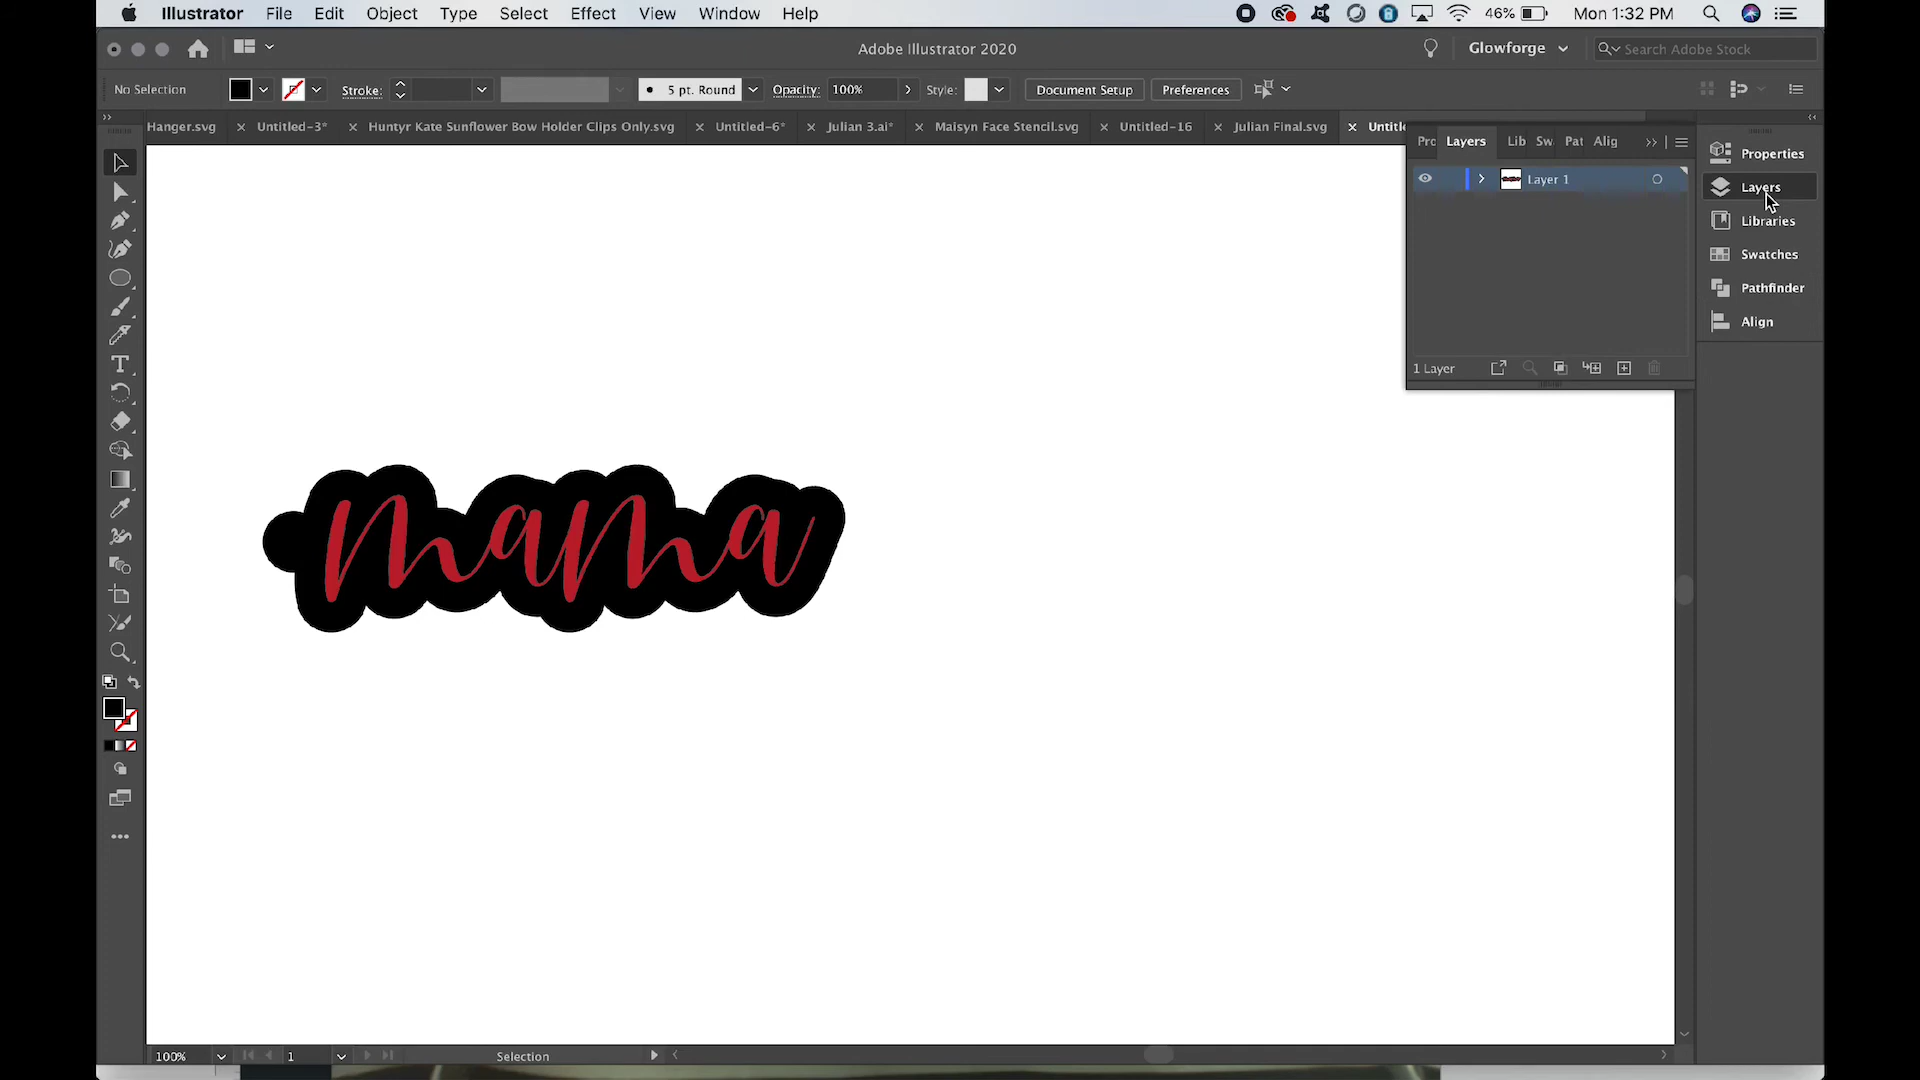 Illustrator File Edit Object Type Select Effect View Window Help 46% Mon 1:32 PM
Adobe Illustrator 2020 Glowforge Search Adobe Stock
No Selection Stroke: 5 pt. Round Opacity: 100% Style: Document Setup Preferences
Hanger.svg Untitled-3* Huntyr Kate Sunflower Bow Holder Clips Only.svg Untitled-6* Julian 3.ai* Maisyn Face Stencil.svg Untitled-16 Julian Final.svg Untitl
Pro Layers Lib Sw Pat Alig
Layer 1
1 Layer
Properties
Layers
Libraries
Swatches
Pathfinder
Align
mama
100% 1 Selection